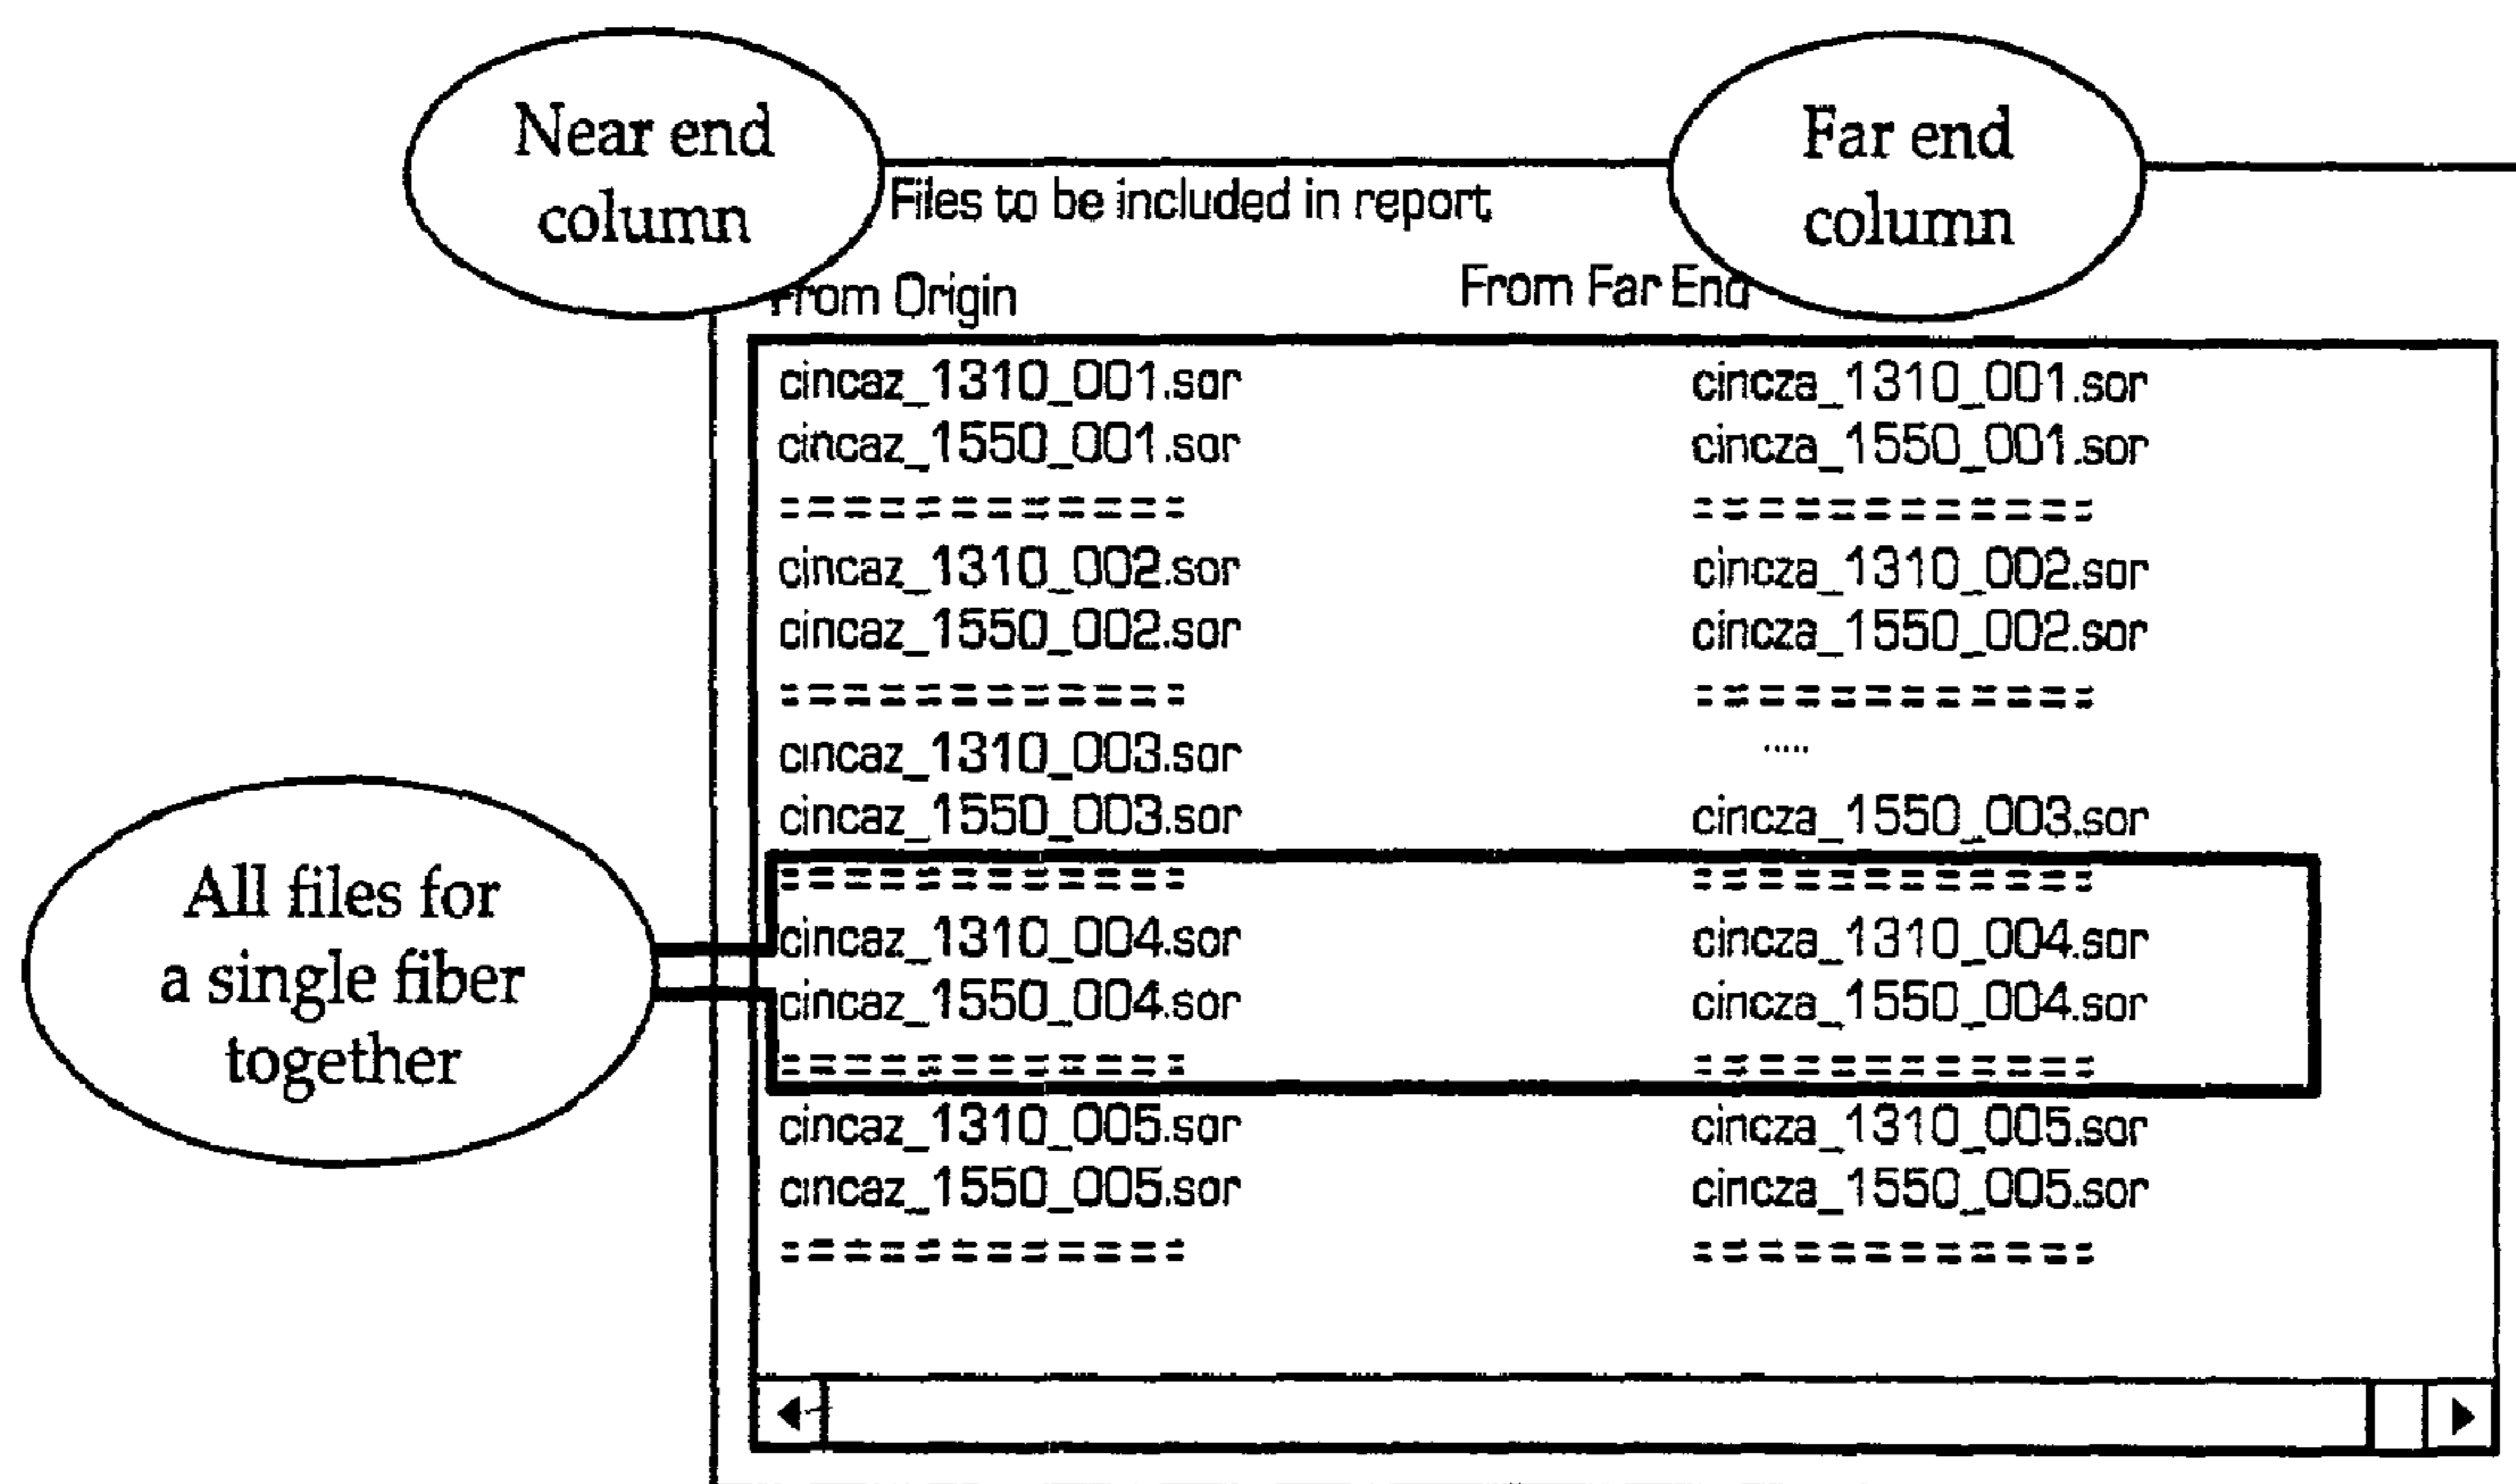 Near end
column
Far end
column
Files to be included in report
From Origin
From Far End
cincaz_1310_001.sor cincza_1310_001.sor
cincaz_1550_001.sor cincza_1550_001.sor
============ ============
cincaz_1310_002.sor cincza_1310_002.sor
cincaz_1550_002.sor cincza_1550_002.sor
============ ============
cincaz_1310_003.sor .....
cincaz_1550_003.sor cincza_1550_003.sor
============ ============
cincaz_1310_004.sor cincza_1310_004.sor
cincaz_1550_004.sor cincza_1550_004.sor
============ ============
cincaz_1310_005.sor cincza_1310_005.sor
cincaz_1550_005.sor cincza_1550_005.sor
============ ============
All files for
a single fiber
together